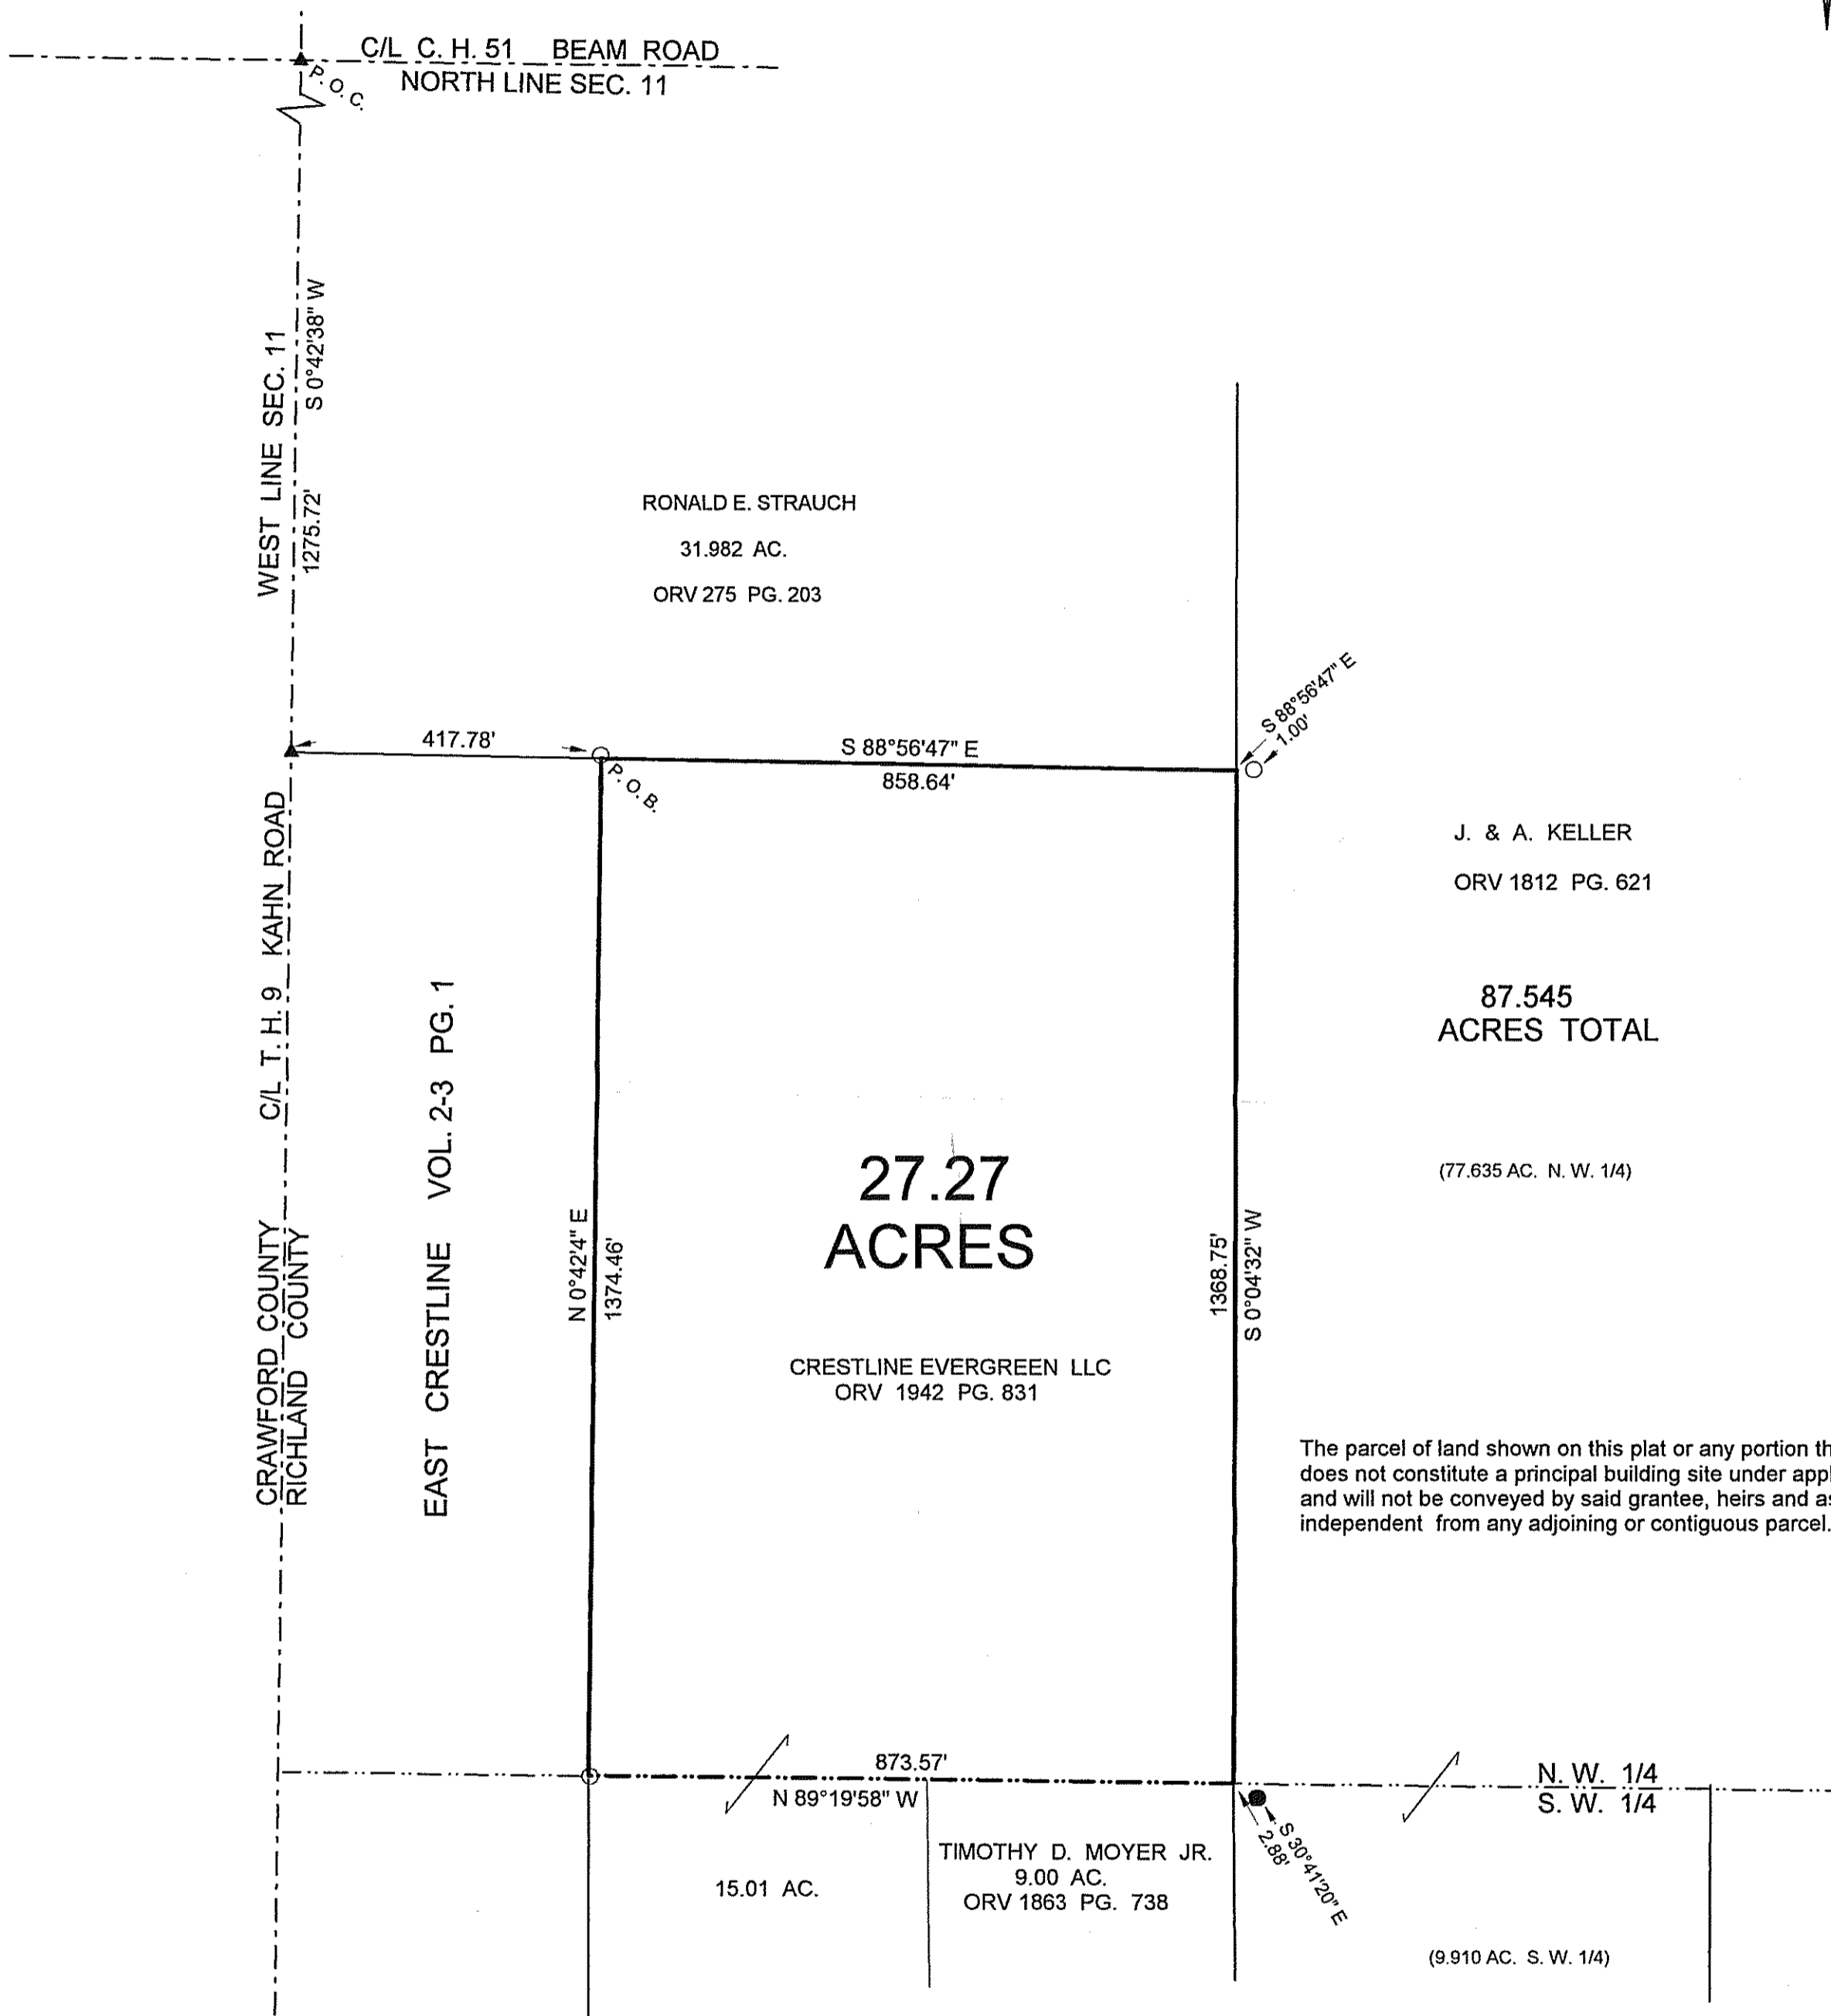 C/L C. H. 51 BEAM ROAD
NORTH LINE SEC. 11
P. O. C.
WEST LINE SEC. 11
S 0°42'38" W
1275.72'
RONALD E. STRAUCH
31.982 AC.
ORV 275 PG. 203
S 88°56'47" E
1.00'
417.78'
S 88°56'47" E
858.64'
P. O. B.
J. & A. KELLER
ORV 1812 PG. 621
87.545
ACRES TOTAL
(77.635 AC. N. W. 1/4)
C/L T. H. 9 KAHN ROAD
CRAWFORD COUNTY
RICHLAND COUNTY
EAST CRESTLINE VOL. 2-3 PG. 1
N 0°42'4" E
1374.46'
27.27
ACRES
CRESTLINE EVERGREEN LLC
ORV 1942 PG. 831
1368.75'
S 0°04'32" W
The parcel of land shown on this plat or any portion th
does not constitute a principal building site under app
and will not be conveyed by said grantee, heirs and as
independent from any adjoining or contiguous parcel.
873.57'
N 89°19'58" W
N. W. 1/4
S. W. 1/4
S 30°41'20" E
2.88'
15.01 AC.
TIMOTHY D. MOYER JR.
9.00 AC.
ORV 1863 PG. 738
(9.910 AC. S. W. 1/4)